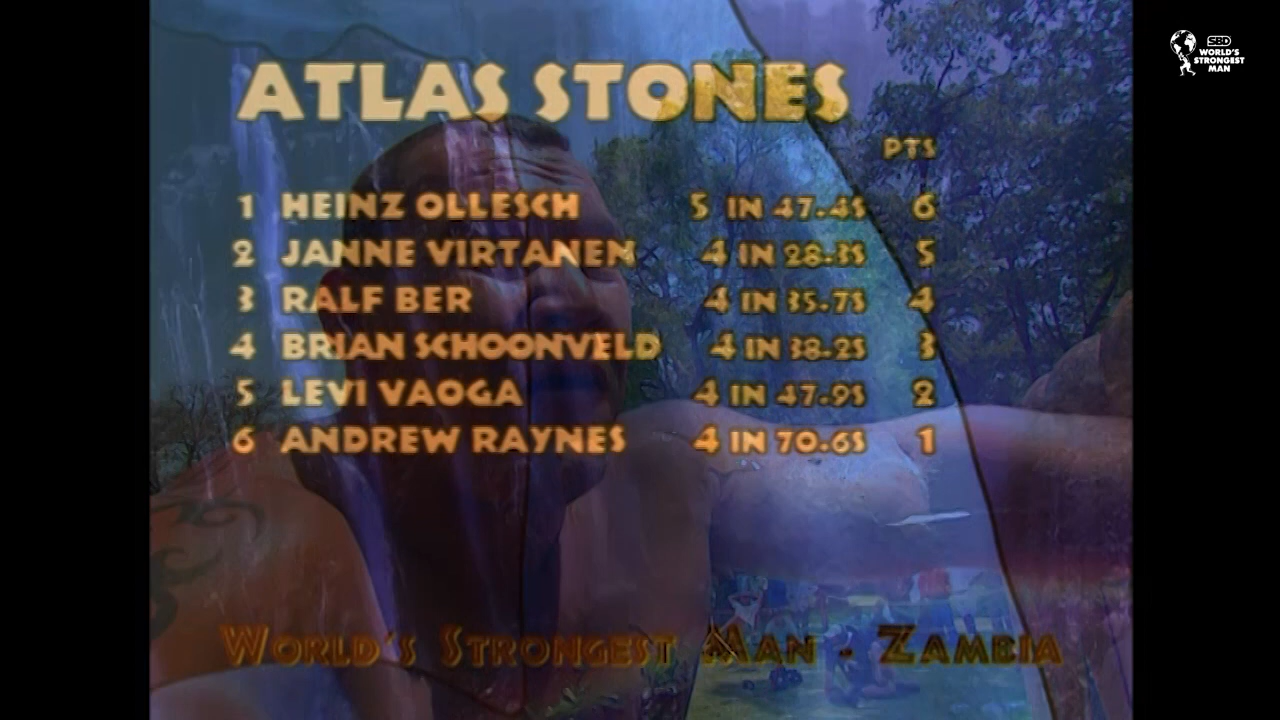 SBD
WORLD'S
STRONGEST
MAN
ATLAS STONES
PTS
1 HEINZ OLLESCH 5 IN 47.4S 6
2 JANNE VIRTANEN 4 IN 28.3S 5
3 RALF BER 4 IN 35.7S 4
4 BRIAN SCHOONVELD 4 IN 38.2S 3
5 LEVI VAOGA 4 IN 47.9S 2
6 ANDREW RAYNES 4 IN 70.6S 1
WORLD'S STRONGEST MAN - ZAMBIA